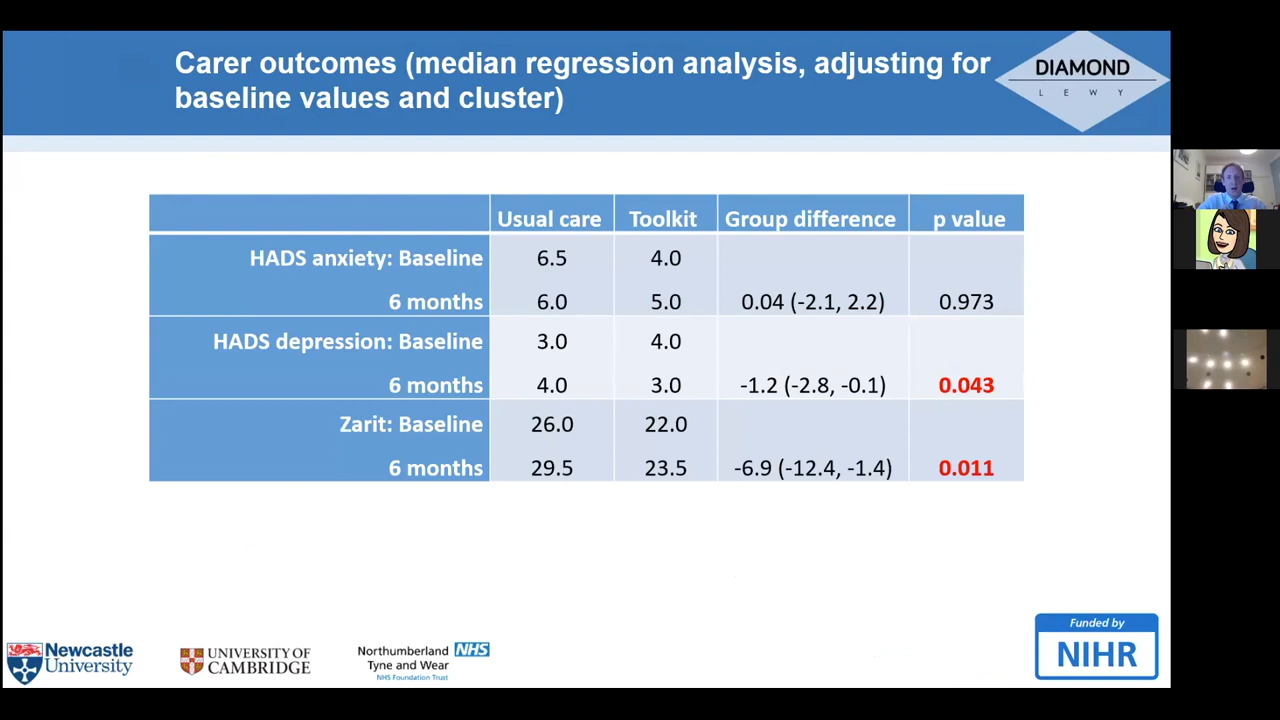 Carer outcomes (median regression analysis, adjusting for
baseline values and cluster)
DIAMOND
LEWY
Usual care Toolkit Group difference p value
HADS anxiety: Baseline 6.5 4.0
6 months 6.0 5.0 0.04 (-2.1, 2.2) 0.973
HADS depression: Baseline 3.0 4.0
6 months 4.0 3.0 -1.2 (-2.8, -0.1) 0.043
Zarit: Baseline 26.0 22.0
6 months 29.5 23.5 -6.9 (-12.4, -1.4) 0.011
Newcastle
University
UNIVERSITY OF
CAMBRIDGE
Northumberland NHS
Tyne and Wear
NHS Foundation Trust
Funded by
NIHR